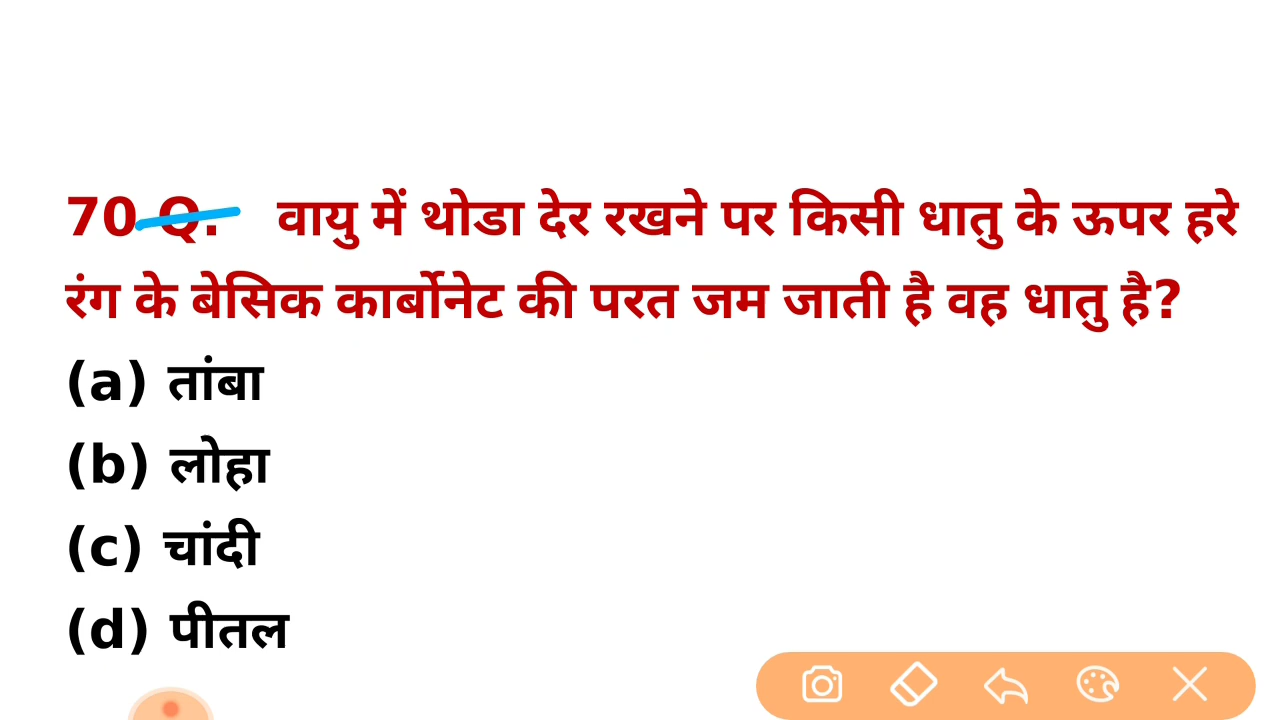 70 Q. वायु में थोडा देर रखने पर किसी धातु के ऊपर हरे
रंग के बेसिक कार्बोनेट की परत जम जाती है वह धातु है?
(a) तांबा
(b) लोहा
(c) चांदी
(d) पीतल